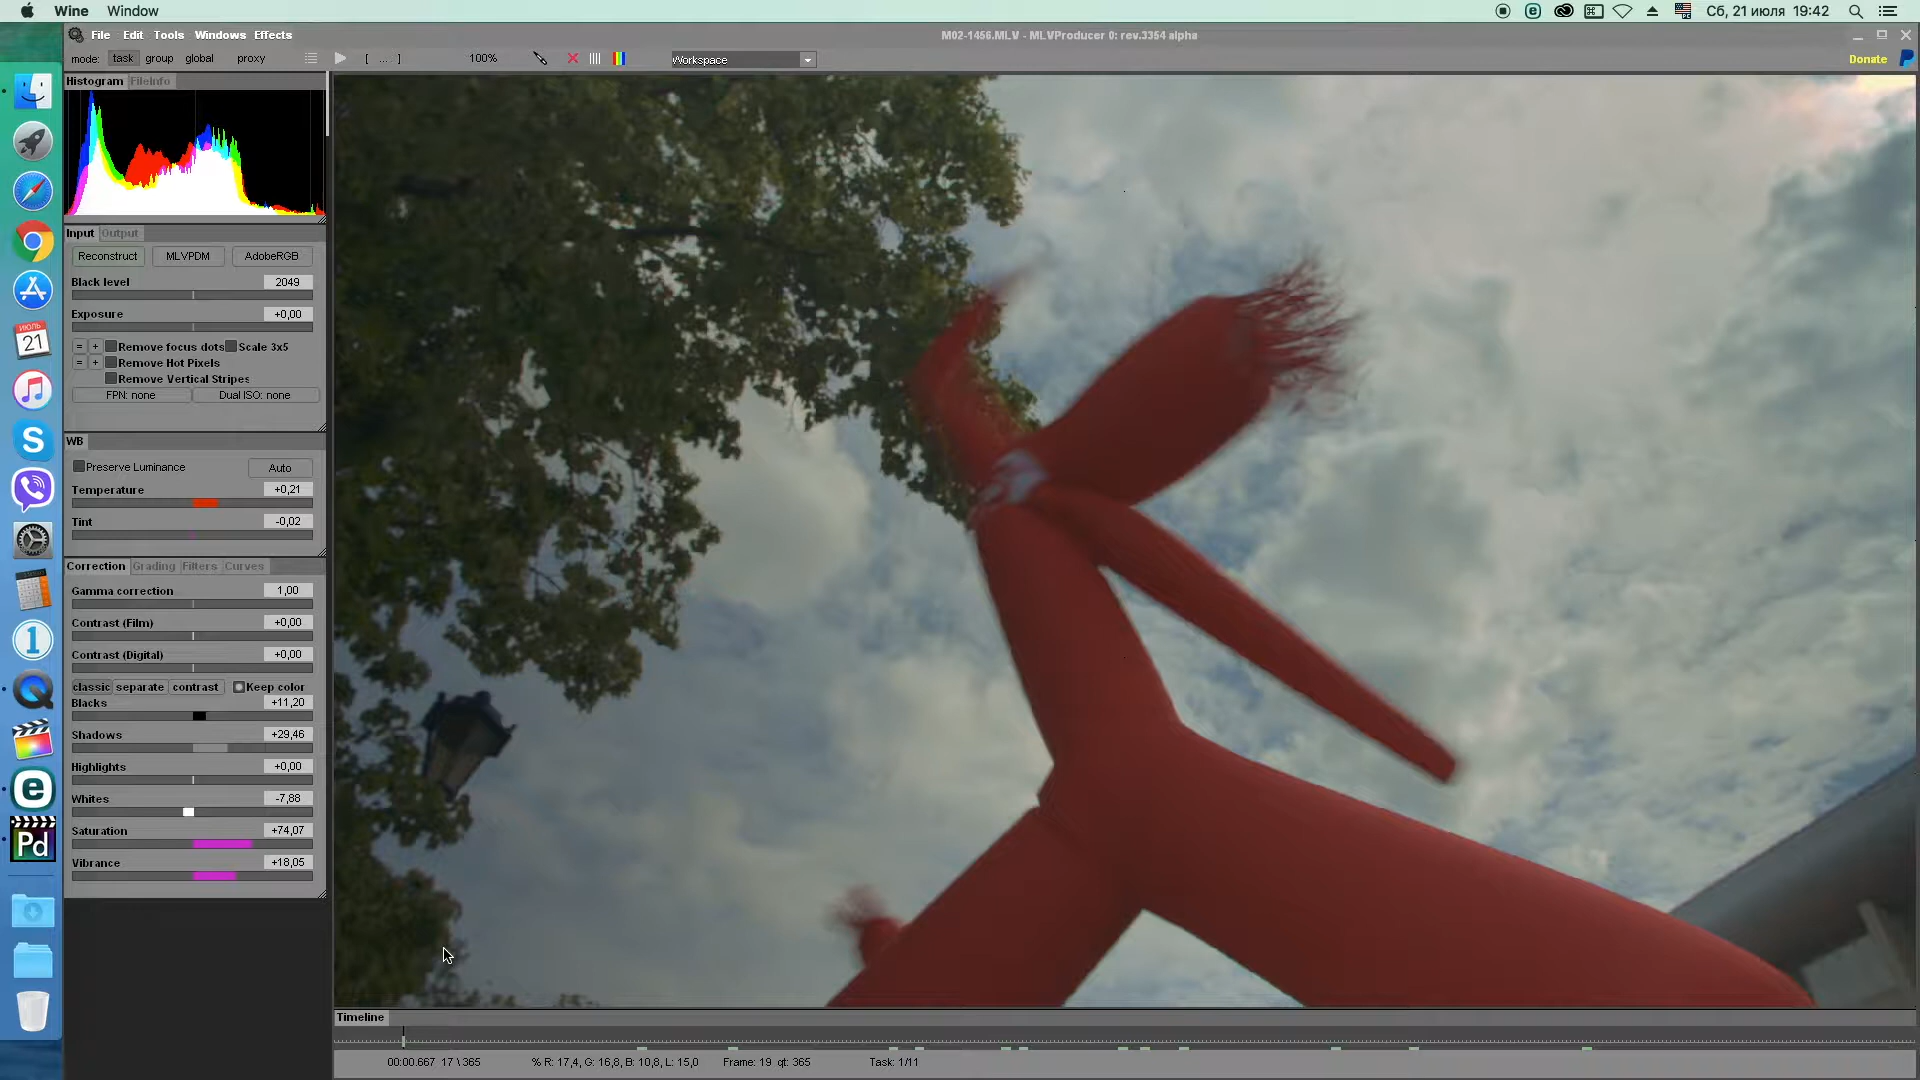 Wine Window Сб, 21 июля 19:42
File Edit Tools Windows Effects M02-1456.MLV - MLVProducer 0: rev.3354 alpha
mode: task group global proxy [ ... ] 100% Workspace Donate
Histogram FileInfo
Input Output
Reconstruct MLVPDM AdobeRGB
Black level 2049
Exposure +0,00
= + Remove focus dots Scale 3x5
= + Remove Hot Pixels
Remove Vertical Stripes
FPN: none Dual ISO: none
WB
Preserve Luminance Auto
Temperature +0,21
Tint -0,02
Correction Grading Filters Curves
Gamma correction 1,00
Contrast (Film) +0,00
Contrast (Digital) +0,00
classic separate contrast Keep color
Blacks +11,20
Shadows +29,46
Highlights +0,00
Whites -7,88
Saturation +74,07
Vibrance +18,05
ИЮЛЬ
21
S
1
e
Pd
Timeline
00:00.667 17 \ 365 % R: 17,4, G: 16,8, B: 10,8, L: 15,0 Frame: 19 qt: 365 Task: 1/11